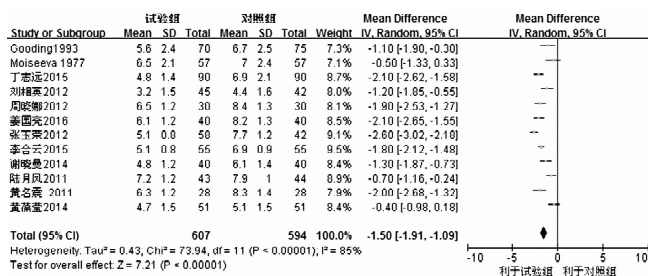 试验组 对照组 Mean Difference Mean Difference
Study or Subgroup Mean SD Total Mean SD Total Weight IV, Random, 95% CI IV, Random, 95% CI
Gooding1993 5.6 2.4 70 6.7 2.5 75 7.3% -1.10 [-1.90, -0.30]
Moiseeva 1977 6.5 2.1 57 7 2.4 57 7.2% -0.50 [-1.33, 0.33]
丁志远2015 4.8 1.4 90 6.9 2.1 90 8.5% -2.10 [-2.62, -1.58]
刘相英2012 3.2 1.5 45 4.4 1.6 42 8.0% -1.20 [-1.85, -0.55]
周晓娜2012 6.5 1.2 30 8.4 1.3 30 8.1% -1.90 [-2.53, -1.27]
姜国亮2016 6.1 1.2 40 8.2 1.3 40 8.5% -2.10 [-2.65, -1.55]
张玉荣2012 5.1 0.8 58 7.7 1.2 42 8.9% -2.60 [-3.02, -2.18]
李合云2015 5.1 0.8 55 6.9 0.9 55 9.2% -1.80 [-2.12, -1.48]
谢晓曼2014 4.8 1.2 40 6.1 1.4 40 8.4% -1.30 [-1.87, -0.73]
陆月凤2011 7.2 1.2 43 7.9 1 44 8.7% -0.70 [-1.16, -0.24]
黄名震 2011 6.3 1.2 28 8.3 1.4 28 7.9% -2.00 [-2.68, -1.32]
黄葆莹2014 4.7 1.5 51 5.1 1.5 51 8.4% -0.40 [-0.98, 0.18]
Total (95% CI) 607 594 100.0% -1.50 [-1.91, -1.09]
Heterogeneity: Tau² = 0.43; Chi² = 73.94, df = 11 (P < 0.00001); I² = 85%
Test for overall effect: Z = 7.21 (P < 0.00001)
-10 -5 0 5 10
利于试验组 利于对照组